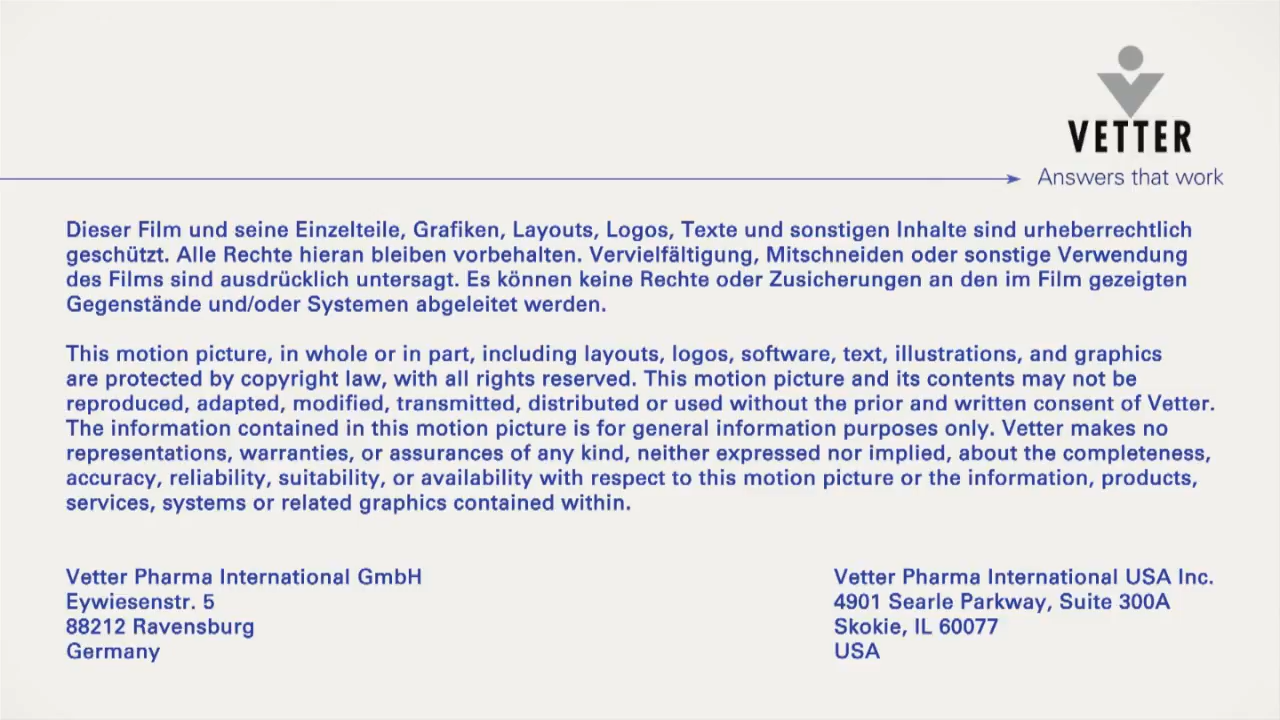 VETTER
Answers that work
Dieser Film und seine Einzelteile, Grafiken, Layouts, Logos, Texte und sonstigen Inhalte sind urheberrechtlich
geschützt. Alle Rechte hieran bleiben vorbehalten. Vervielfältigung, Mitschneiden oder sonstige Verwendung
des Films sind ausdrücklich untersagt. Es können keine Rechte oder Zusicherungen an den im Film gezeigten
Gegenstände und/oder Systemen abgeleitet werden.
This motion picture, in whole or in part, including layouts, logos, software, text, illustrations, and graphics
are protected by copyright law, with all rights reserved. This motion picture and its contents may not be
reproduced, adapted, modified, transmitted, distributed or used without the prior and written consent of Vetter.
The information contained in this motion picture is for general information purposes only. Vetter makes no
representations, warranties, or assurances of any kind, neither expressed nor implied, about the completeness,
accuracy, reliability, suitability, or availability with respect to this motion picture or the information, products,
services, systems or related graphics contained within.
Vetter Pharma International GmbH
Eywiesenstr. 5
88212 Ravensburg
Germany
Vetter Pharma International USA Inc.
4901 Searle Parkway, Suite 300A
Skokie, IL 60077
USA